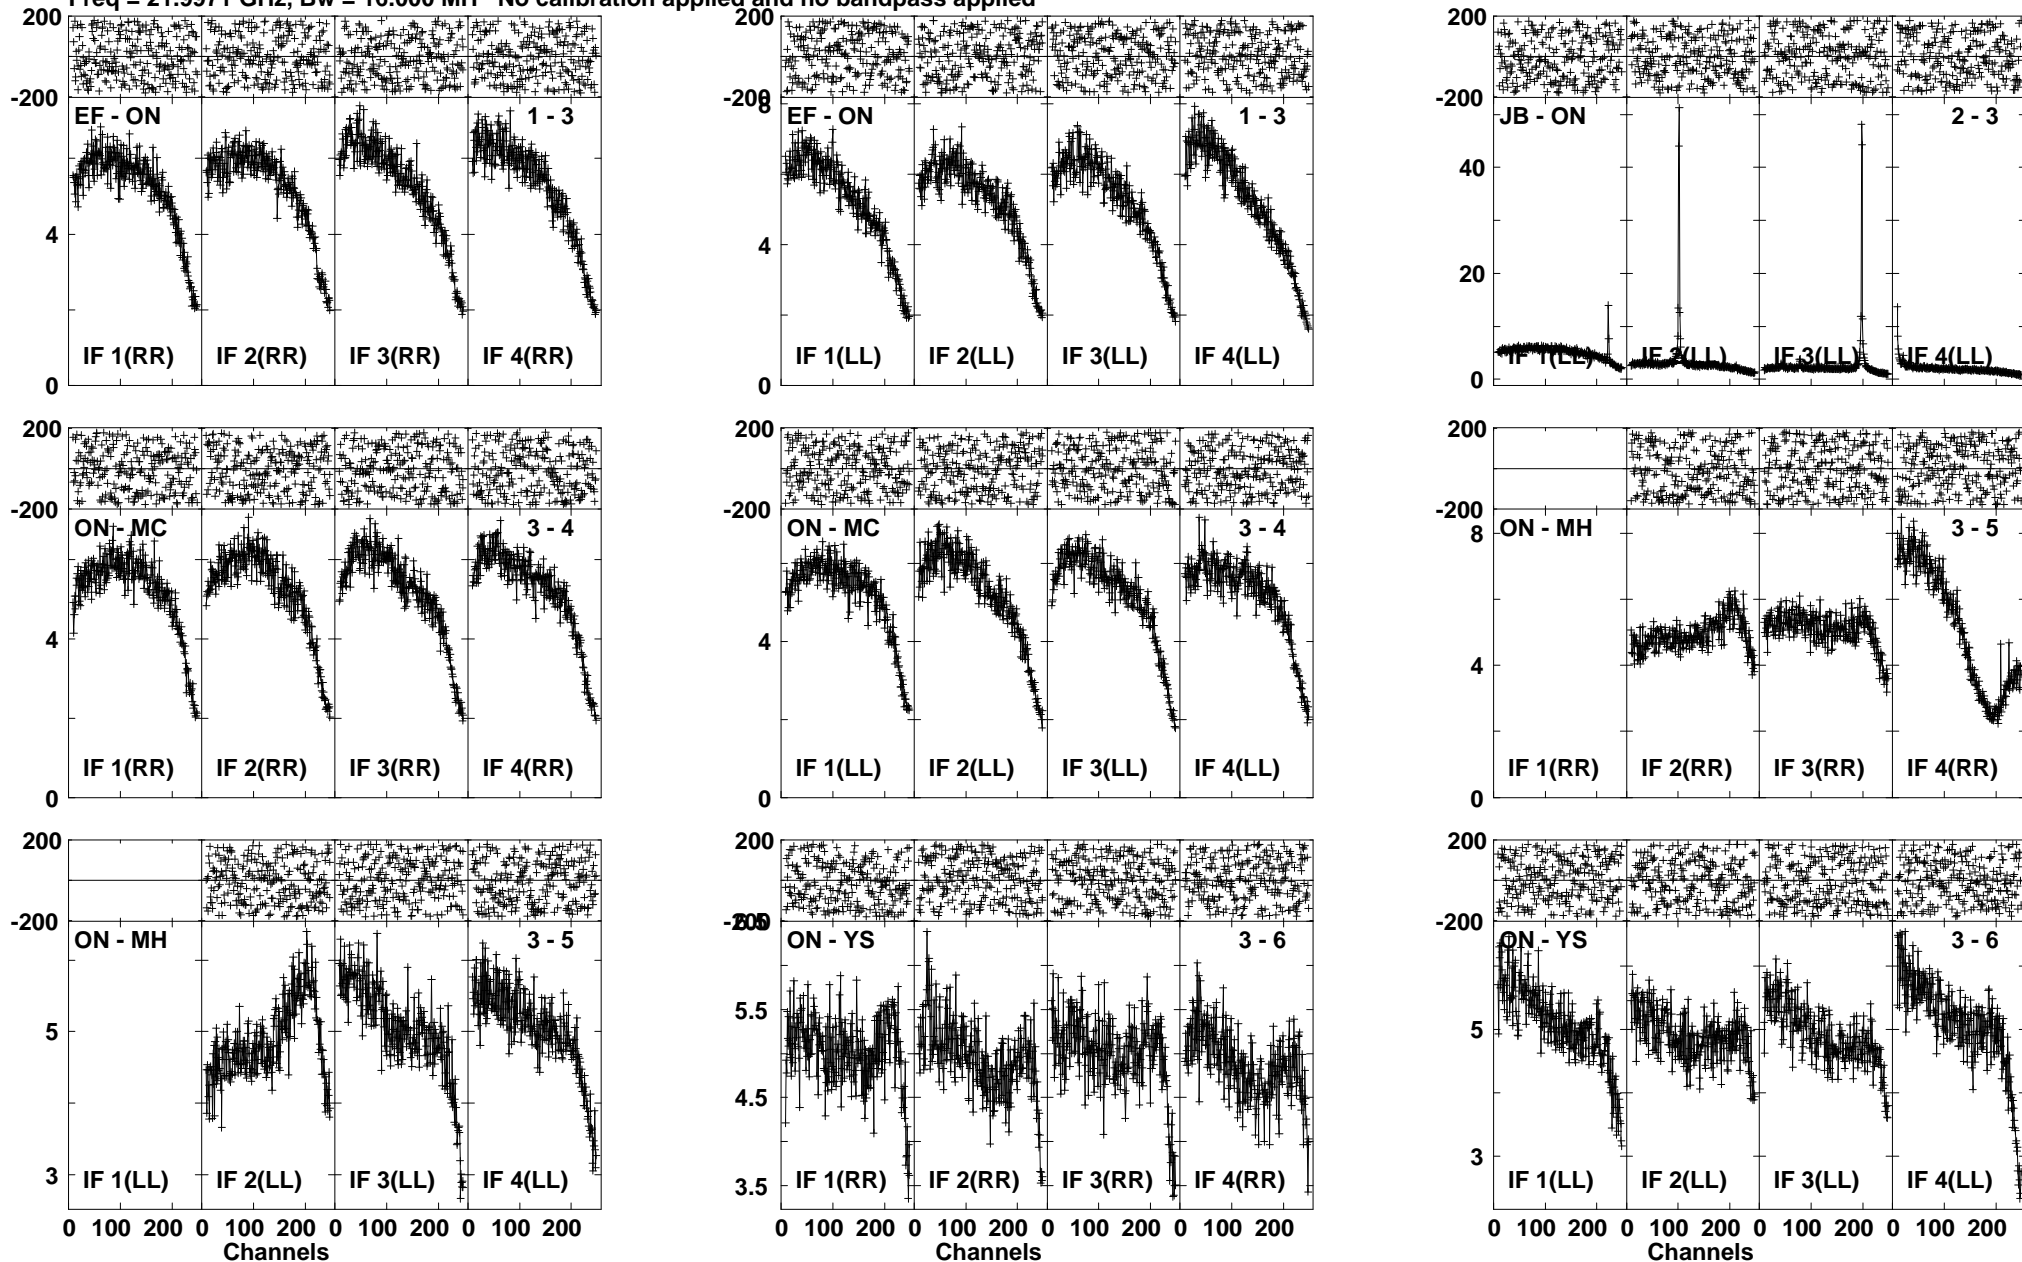 Freq = 21.9971 GHz, Bw = 16.000 MH No calibration applied and no bandpass applied
200
-200
EF - ON 1 - 3
4
0
IF 1(RR) IF 2(RR) IF 3(RR) IF 4(RR)
200
-200
8
EF - ON 1 - 3
4
0
IF 1(LL) IF 2(LL) IF 3(LL) IF 4(LL)
200
-200
JB - ON 2 - 3
40
20
0
IF 1(LL) IF 2(LL) IF 3(LL) IF 4(LL)
200
-200
ON - MC 3 - 4
4
0
IF 1(RR) IF 2(RR) IF 3(RR) IF 4(RR)
200
-200
ON - MC 3 - 4
4
0
IF 1(LL) IF 2(LL) IF 3(LL) IF 4(LL)
200
-200
ON - MH 3 - 5
8
4
0
IF 1(RR) IF 2(RR) IF 3(RR) IF 4(RR)
200
-200
ON - MH 3 - 5
5
3
IF 1(LL) IF 2(LL) IF 3(LL) IF 4(LL)
0 100 200 0 100 200 0 100 200 0 100 200
Channels
200
-200
6.5
ON - YS 3 - 6
5.5
4.5
3.5
IF 1(RR) IF 2(RR) IF 3(RR) IF 4(RR)
0 100 200 0 100 200 0 100 200 0 100 200
200
-200
ON - YS 3 - 6
5
3
IF 1(LL) IF 2(LL) IF 3(LL) IF 4(LL)
0 100 200 0 100 200 0 100 200 0 100 200
Channels